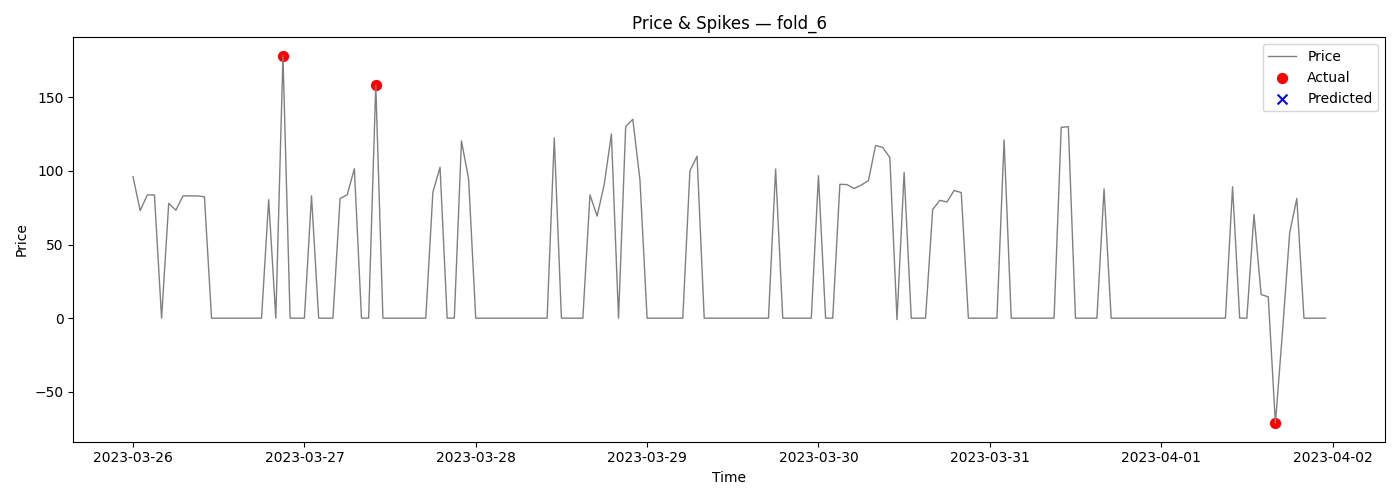 Price & Spikes — fold_6
Price
Actual
Predicted
Price
150
100
50
0
−50
2023-03-26
2023-03-27
2023-03-28
2023-03-29
2023-03-30
2023-03-31
2023-04-01
2023-04-02
Time